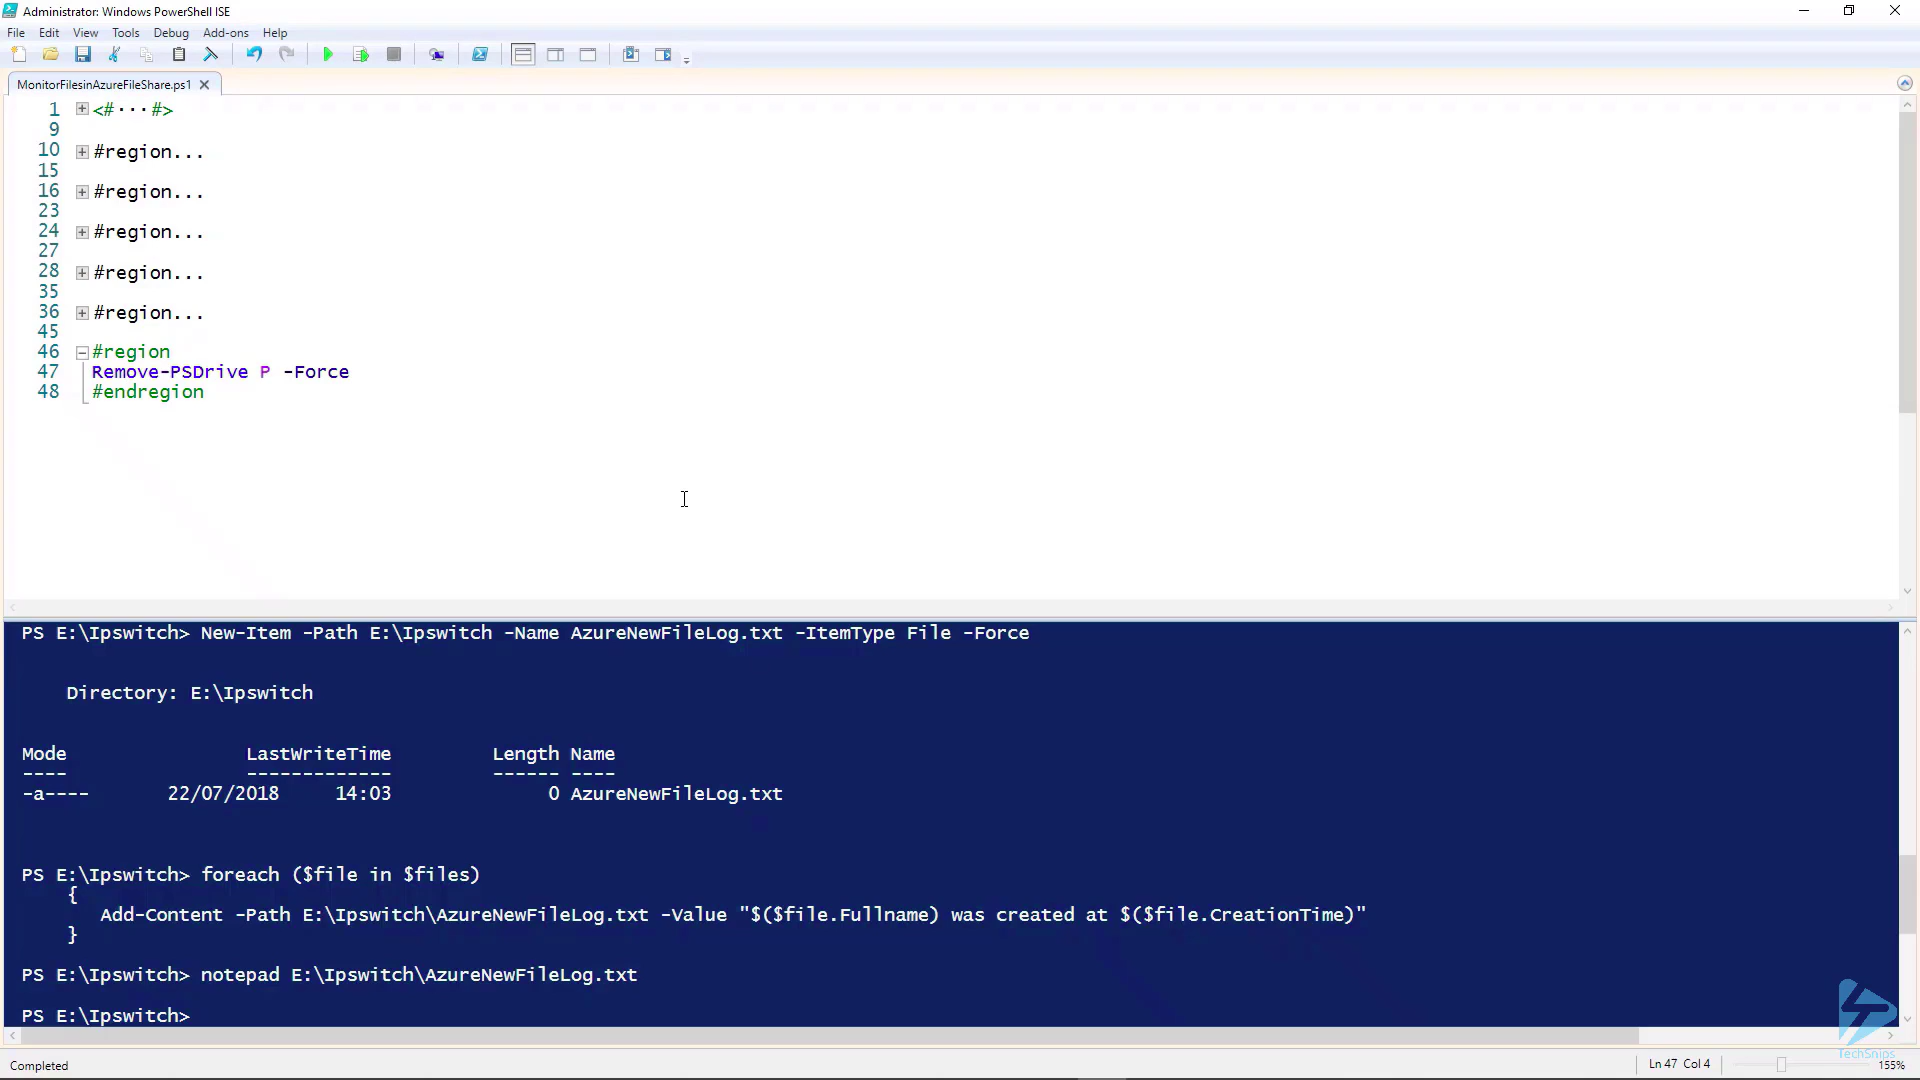 Administrator: Windows PowerShell ISE
File Edit View Tools Debug Add-ons Help
MonitorFilesinAzureFileShare.ps1
1 <#···#>
9
10 #region...
15
16 #region...
23
24 #region...
27
28 #region...
35
36 #region...
45
46 #region
47 Remove-PSDrive P -Force
48 #endregion
PS E:\Ipswitch> New-Item -Path E:\Ipswitch -Name AzureNewFileLog.txt -ItemType File -Force
Directory: E:\Ipswitch
Mode LastWriteTime Length Name
---- ------------- ------ ----
-a---- 22/07/2018 14:03 0 AzureNewFileLog.txt
PS E:\Ipswitch> foreach ($file in $files)
{
Add-Content -Path E:\Ipswitch\AzureNewFileLog.txt -Value "$($file.Fullname) was created at $($file.CreationTime)"
}
PS E:\Ipswitch> notepad E:\Ipswitch\AzureNewFileLog.txt
PS E:\Ipswitch>
TechSnips
Completed Ln 47 Col 4 155%